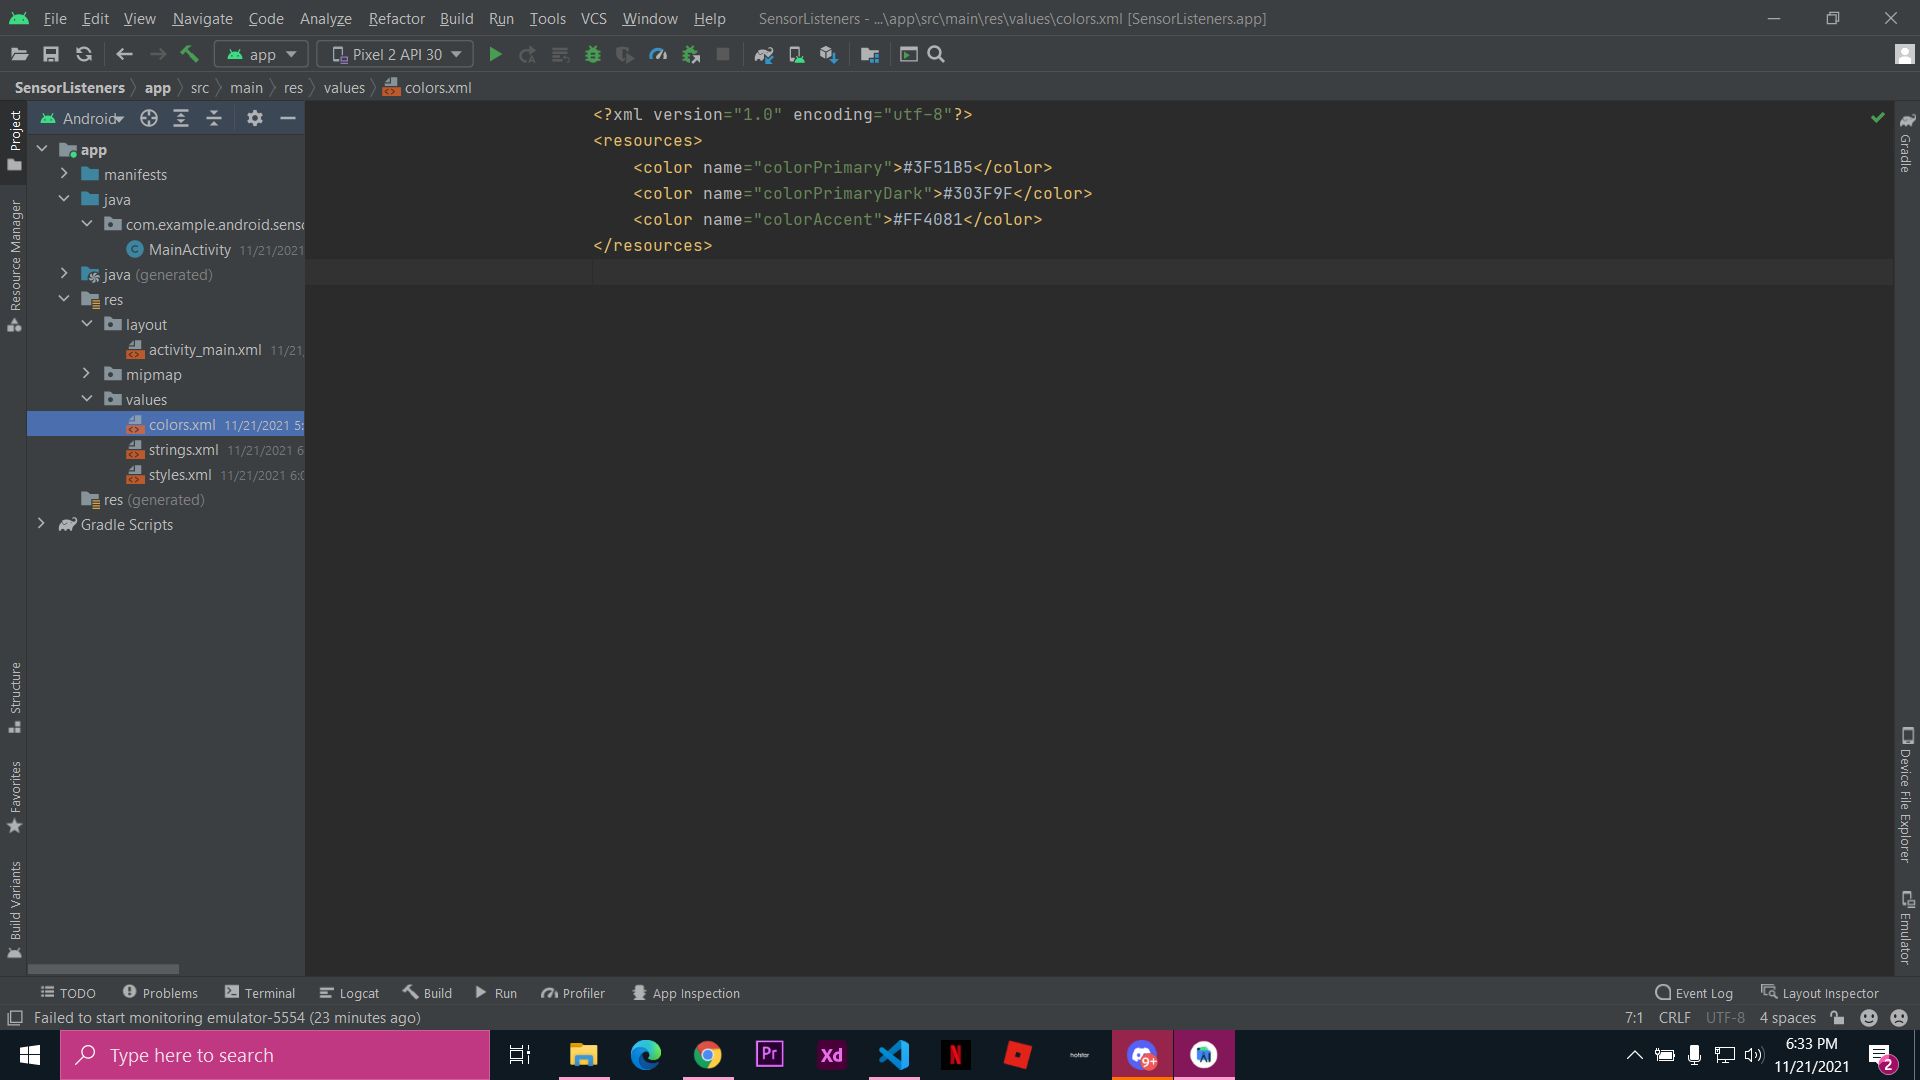 File Edit View Navigate Code Analyze Refactor Build Run Tools VCS Window Help SensorListeners - ...\app\src\main\res\values\colors.xml [SensorListeners.app]
app Pixel 2 API 30
SensorListeners app src main res values colors.xml
Android
<?xml version="1.0" encoding="utf-8"?>
<resources>
<color name="colorPrimary">#3F51B5</color>
<color name="colorPrimaryDark">#303F9F</color>
<color name="colorAccent">#FF4081</color>
</resources>
app
manifests
java
com.example.android.senso
MainActivity 11/21/2021
java (generated)
res
layout
activity_main.xml 11/21,
mipmap
values
colors.xml 11/21/2021 5:
strings.xml 11/21/2021 6
styles.xml 11/21/2021 6:0
res (generated)
Gradle Scripts
Project
Resource Manager
Structure
Favorites
Build Variants
Gradle
Device File Explorer
Emulator
TODO Problems Terminal Logcat Build Run Profiler App Inspection Event Log Layout Inspector
Failed to start monitoring emulator-5554 (23 minutes ago) 7:1 CRLF UTF-8 4 spaces
Type here to search
Pr
Xd
N
hotstar
9+
6:33 PM
11/21/2021
2